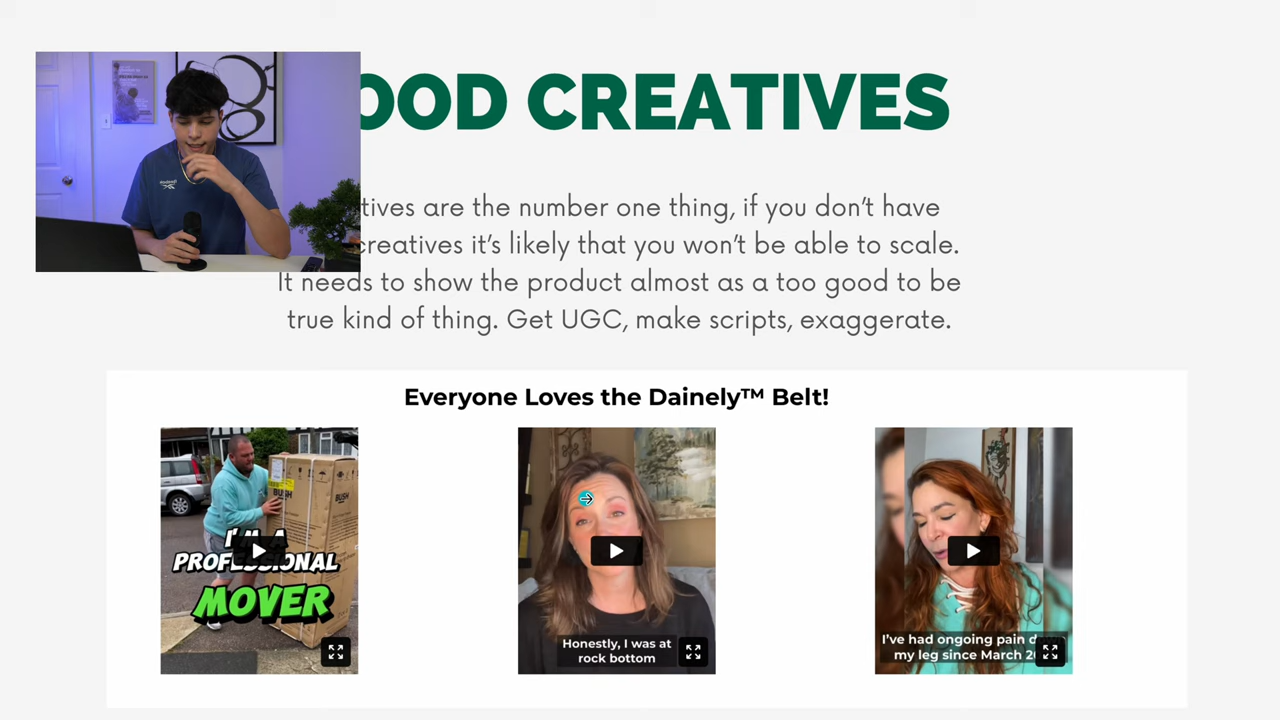 OOD CREATIVES
tives are the number one thing, if you don't have
creatives it's likely that you won't be able to scale.
It needs to show the product almost as a too good to be
true kind of thing. Get UGC, make scripts, exaggerate.
Everyone Loves the Dainely™ Belt!
I'M A
PROFESSIONAL
MOVER
BUSH
Honestly, I was at
rock bottom
I've had ongoing pain
my leg since March
Reebok